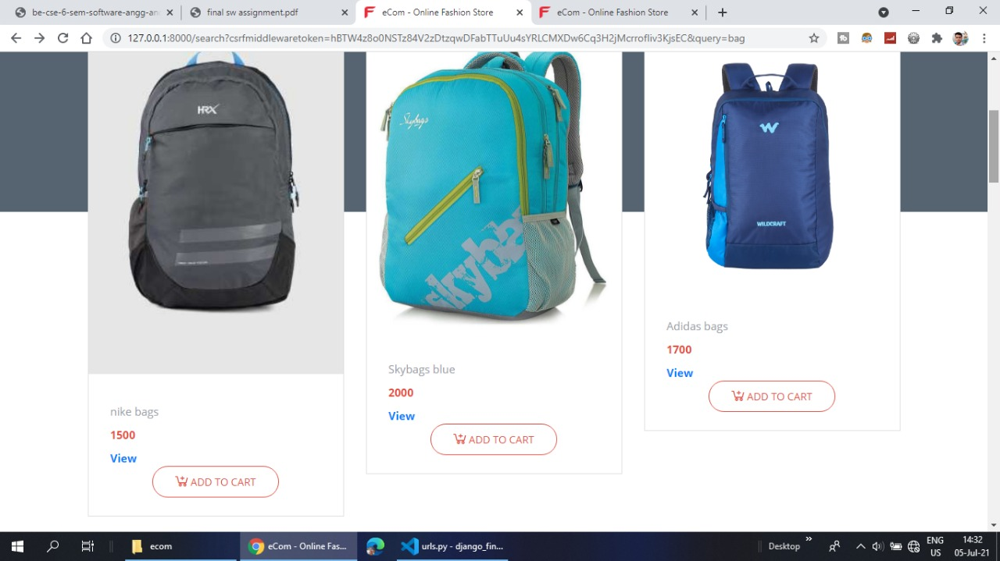 be-cse-6-sem-software-angg-an
final sw assignment.pdf
eCom - Online Fashion Store
eCom - Online Fashion Store
127.0.0.1:8000/search?csrfmiddlewaretoken=hBTW4z8o0NSTz84V2zDtzqwDFabTTuUu4sYRLCMXDw6Cq3H2jMcrrofIiv3KjsEC&query=bag
HRX
Skybags
skyba
WILDCRAFT
nike bags
1500
View
ADD TO CART
Skybags blue
2000
View
ADD TO CART
Adidas bags
1700
View
ADD TO CART
ecom
eCom - Online Fas...
urls.py - django_fin...
Desktop
ENG
US
14:32
05-Jul-21